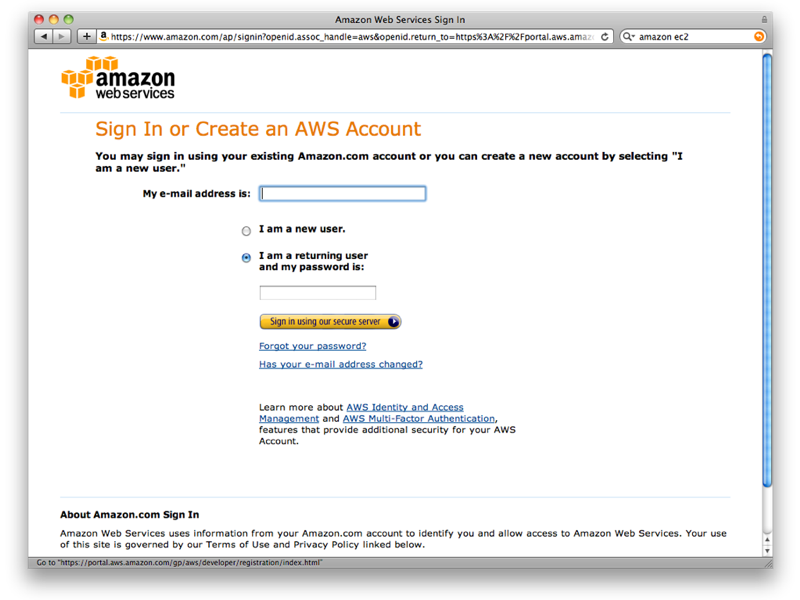 Amazon Web Services Sign In
https://www.amazon.com/ap/signin?openid.assoc_handle=aws&openid.return_to=https%3A%2F%2Fportal.aws.amaz
amazon ec2
amazon
webservices
Sign In or Create an AWS Account
You may sign in using your existing Amazon.com account or you can create a new account by selecting "I
am a new user."
My e-mail address is:
I am a new user.
I am a returning user
and my password is:
Sign in using our secure server
Forgot your password?
Has your e-mail address changed?
Learn more about AWS Identity and Access
Management and AWS Multi-Factor Authentication,
features that provide additional security for your AWS
Account.
About Amazon.com Sign In
Amazon Web Services uses information from your Amazon.com account to identify you and allow access to Amazon Web Services. Your use
of this site is governed by our Terms of Use and Privacy Policy linked below.
Go to "https://portal.aws.amazon.com/gp/aws/developer/registration/index.html"